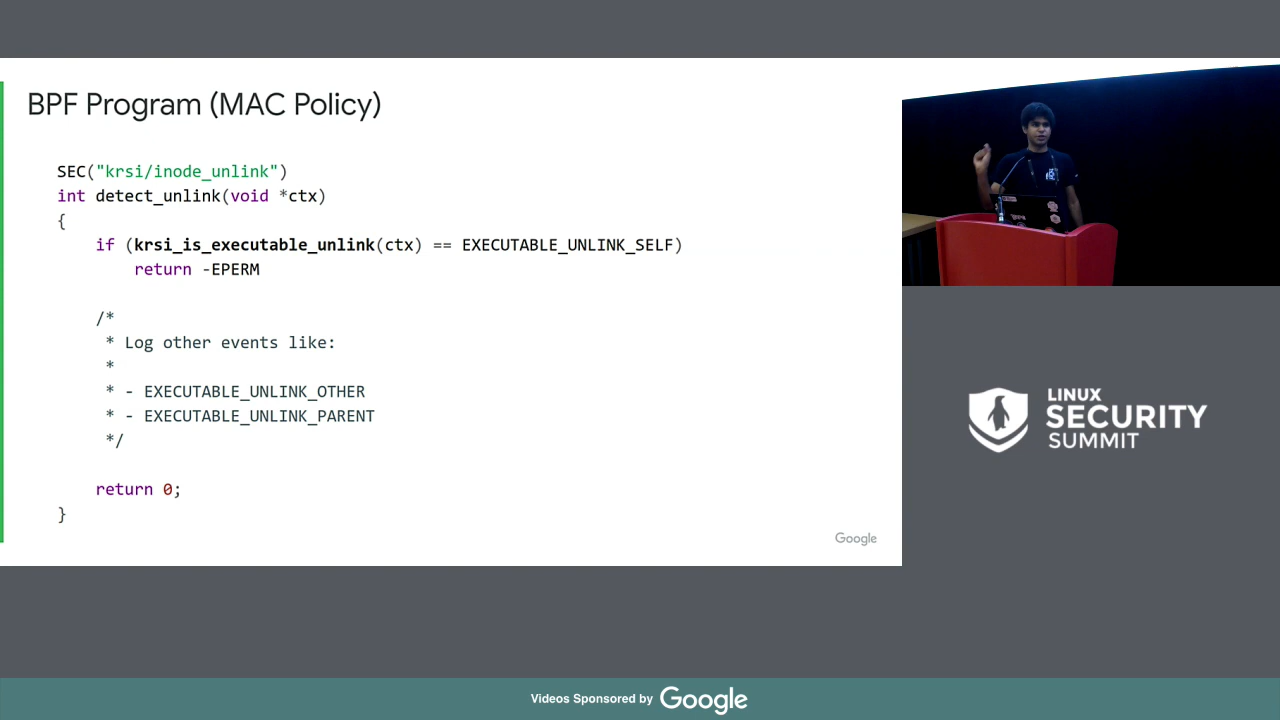 BPF Program (MAC Policy)
SEC("krsi/inode_unlink")
int detect_unlink(void *ctx)
{
if (krsi_is_executable_unlink(ctx) == EXECUTABLE_UNLINK_SELF)
return -EPERM
/*
* Log other events like:
*
* - EXECUTABLE_UNLINK_OTHER
* - EXECUTABLE_UNLINK_PARENT
*/
return 0;
}
Google
LINUX
SECURITY
SUMMIT
Videos Sponsored by Google